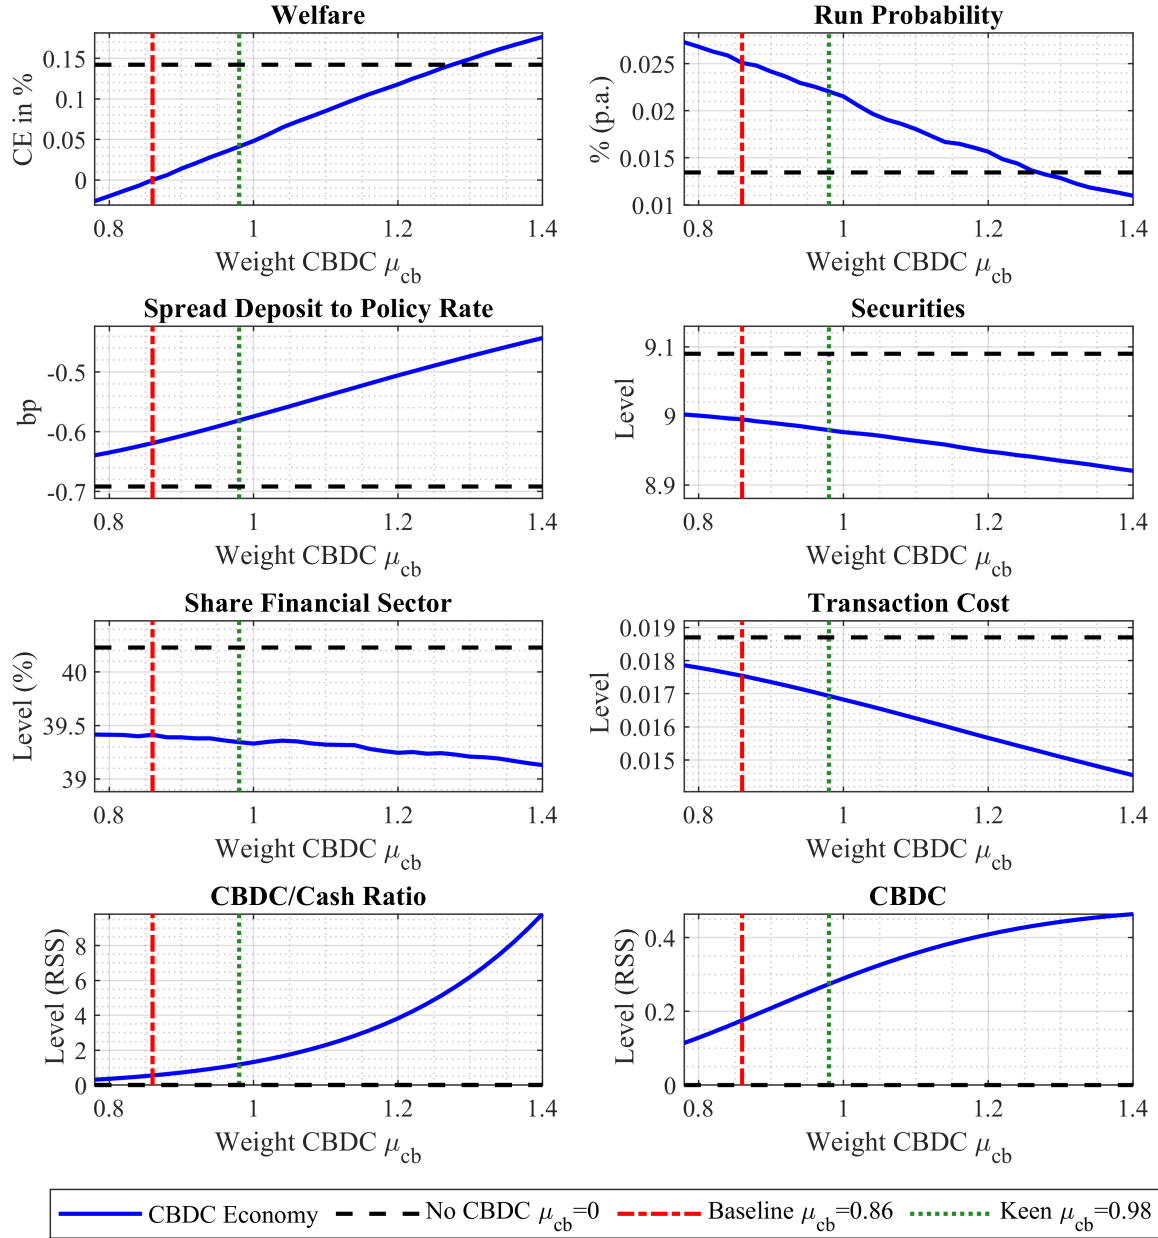 Welfare
CE in %
0.15
0.1
0.05
0
0.8
1
1.2
1.4
Weight CBDC μcb
Run Probability
% (p.a.)
0.025
0.02
0.015
0.01
0.8
1
1.2
1.4
Weight CBDC μcb
Spread Deposit to Policy Rate
bp
-0.5
-0.6
-0.7
0.8
1
1.2
1.4
Weight CBDC μcb
Securities
Level
9.1
9
8.9
0.8
1
1.2
1.4
Weight CBDC μcb
Share Financial Sector
Level (%)
40
39.5
39
0.8
1
1.2
1.4
Weight CBDC μcb
Transaction Cost
Level
0.019
0.018
0.017
0.016
0.015
0.8
1
1.2
1.4
Weight CBDC μcb
CBDC/Cash Ratio
Level (RSS)
8
6
4
2
0
0.8
1
1.2
1.4
Weight CBDC μcb
CBDC
Level (RSS)
0.4
0.2
0
0.8
1
1.2
1.4
Weight CBDC μcb
CBDC Economy
No CBDC μcb=0
Baseline μcb=0.86
Keen μcb=0.98